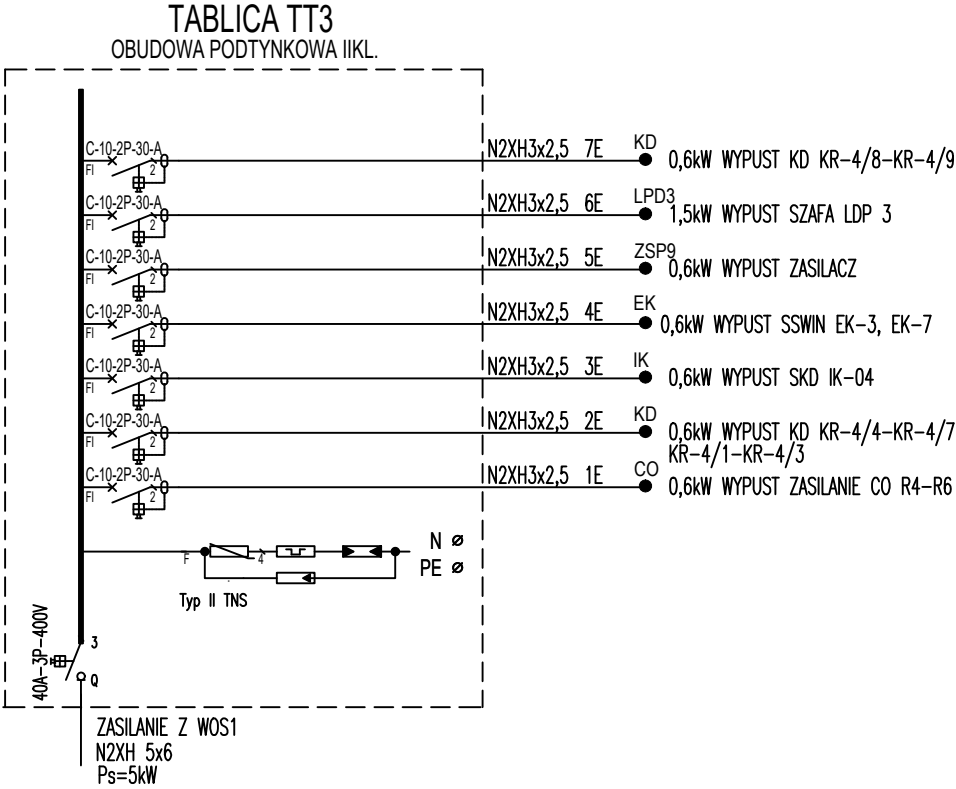 TABLICA TT3
OBUDOWA PODTYNKOWA IIKL.
C-10-2P-30-A
FI 2
N2XH3x2,5 7E KD
0,6kW WYPUST KD KR-4/8-KR-4/9
C-10-2P-30-A
FI 2
N2XH3x2,5 6E LPD3
1,5kW WYPUST SZAFA LDP 3
C-10-2P-30-A
FI 2
N2XH3x2,5 5E ZSP9
0,6kW WYPUST ZASILACZ
C-10-2P-30-A
FI 2
N2XH3x2,5 4E EK
0,6kW WYPUST SSWIN EK-3, EK-7
C-10-2P-30-A
FI 2
N2XH3x2,5 3E IK
0,6kW WYPUST SKD IK-04
C-10-2P-30-A
FI 2
N2XH3x2,5 2E KD
0,6kW WYPUST KD KR-4/4-KR-4/7
KR-4/1-KR-4/3
C-10-2P-30-A
FI 2
N2XH3x2,5 1E CO
0,6kW WYPUST ZASILANIE CO R4-R6
F 4
N
PE
Typ II TNS
40A-3P-400V
3
Q
ZASILANIE Z WOS1
N2XH 5x6
Ps=5kW